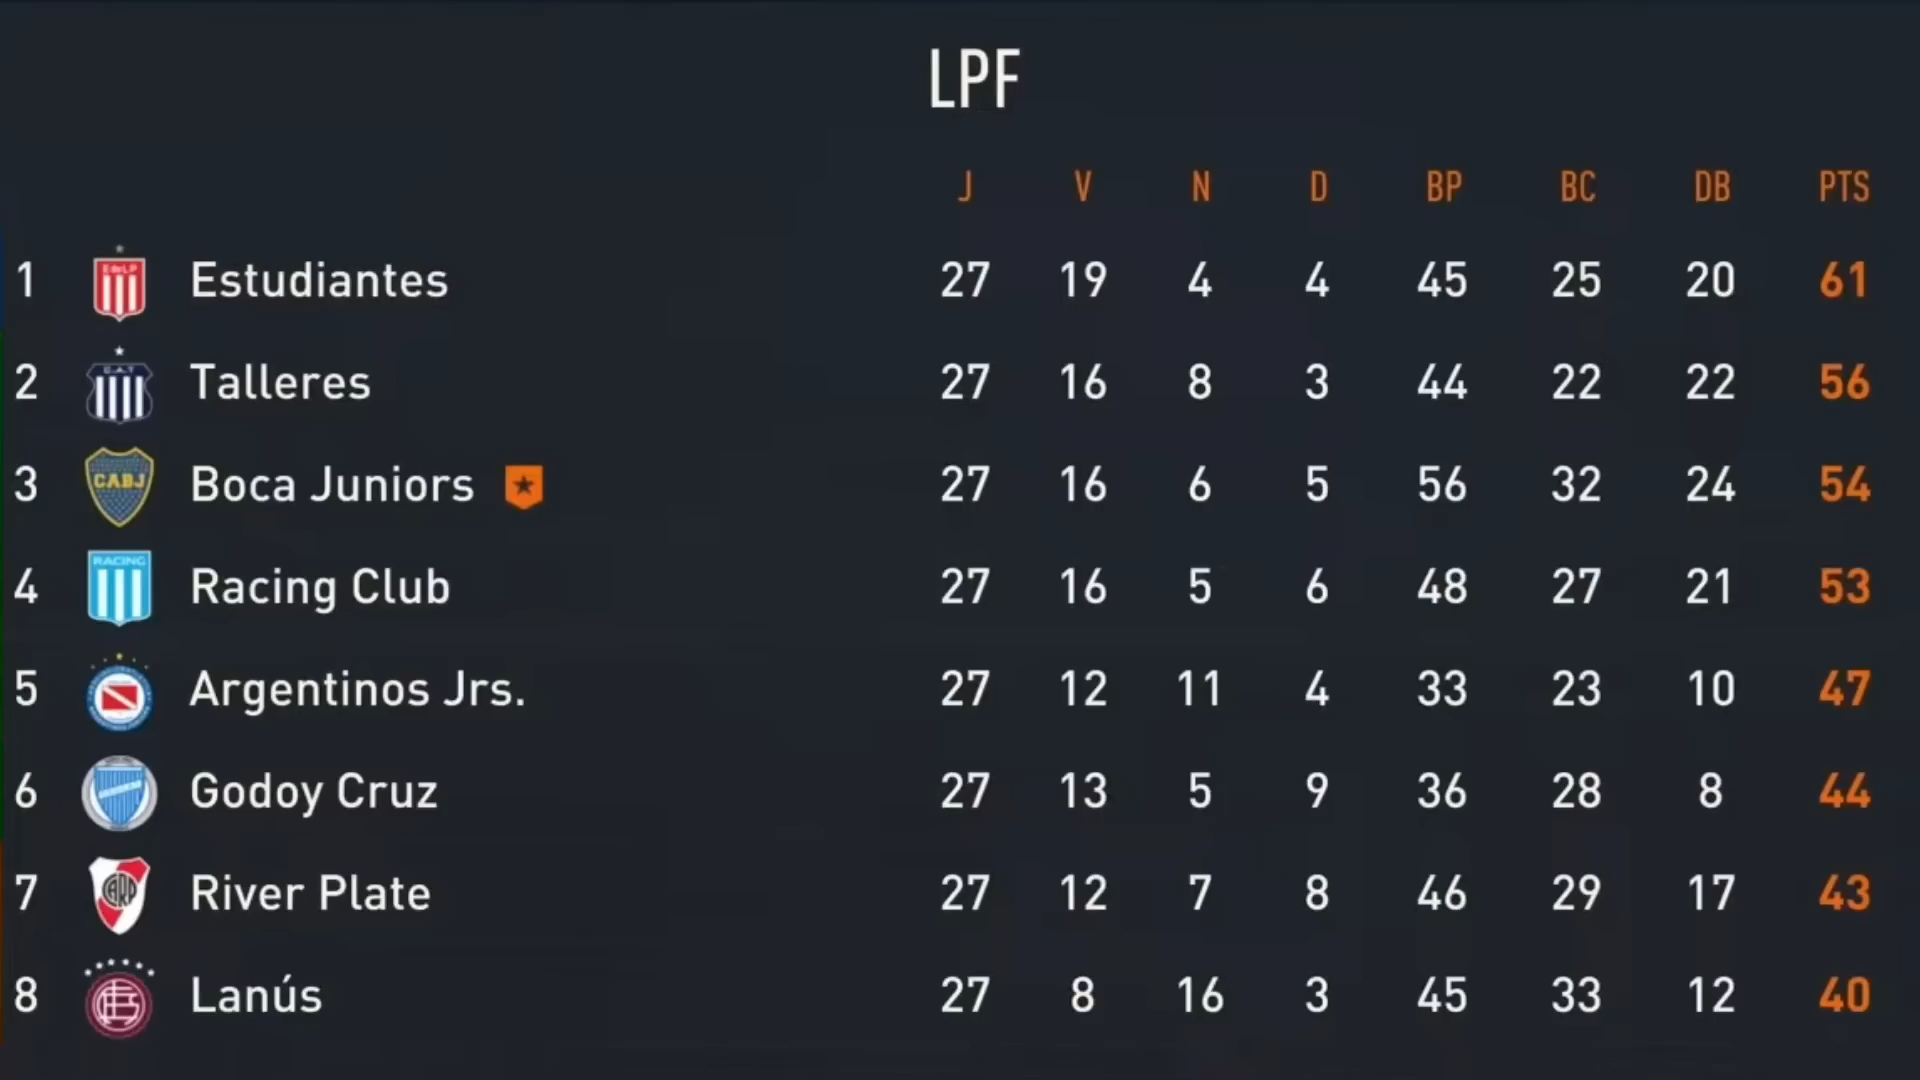 LPF
J V N D BP BC DB PTS
1 EdeLP Estudiantes 27 19 4 4 45 25 20 61
2 C.A.T Talleres 27 16 8 3 44 22 22 56
3 CABJ Boca Juniors 27 16 6 5 56 32 24 54
4 RACING Racing Club 27 16 5 6 48 27 21 53
5 Argentinos Jrs. 27 12 11 4 33 23 10 47
6 Godoy Cruz 27 13 5 9 36 28 8 44
7 CARP River Plate 27 12 7 8 46 29 17 43
8 Lanús 27 8 16 3 45 33 12 40